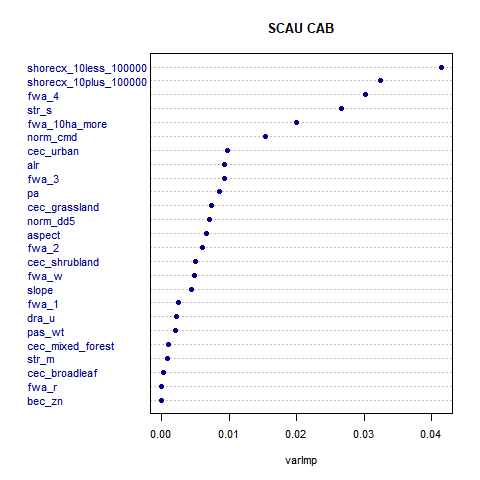 SCAU CAB
shorecx_10less_100000
shorecx_10plus_100000
fwa_4
str_s
fwa_10ha_more
norm_cmd
cec_urban
alr
fwa_3
pa
cec_grassland
norm_dd5
aspect
fwa_2
cec_shrubland
fwa_w
slope
fwa_1
dra_u
pas_wt
cec_mixed_forest
str_m
cec_broadleaf
fwa_r
bec_zn
0.00 0.01 0.02 0.03 0.04
varImp